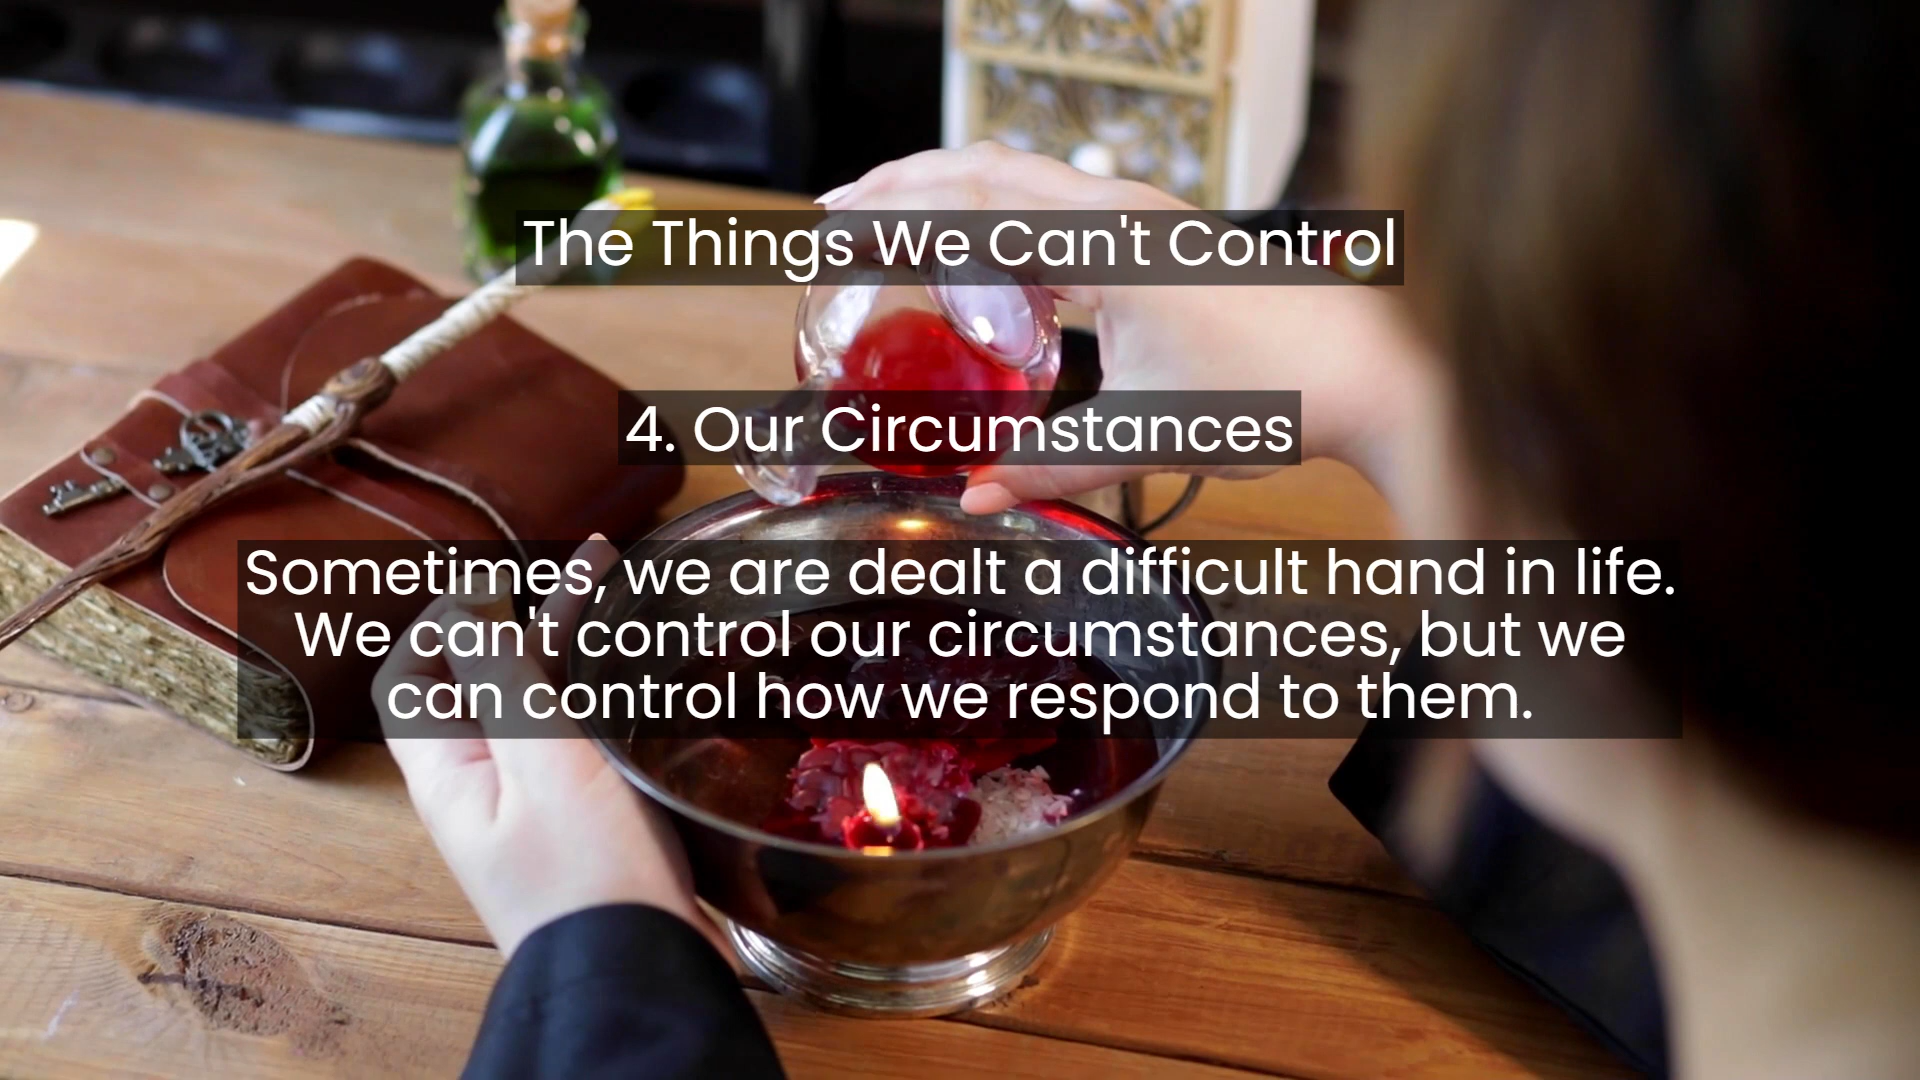 The Things We Can't Control
4. Our Circumstances
Sometimes, we are dealt a difficult hand in life.
We can't control our circumstances, but we
can control how we respond to them.